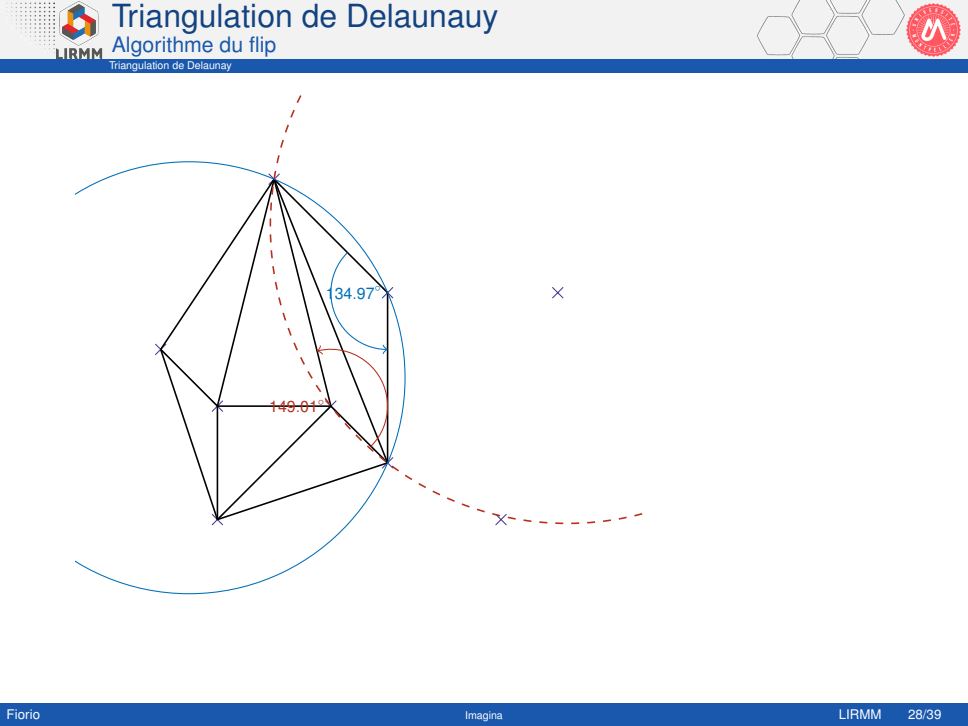 Triangulation de Delaunauy
Algorithme du flip
LIRMM
Triangulation de Delaunay
134.97°
149.01°
Fiorio
Imagina
LIRMM 28/39